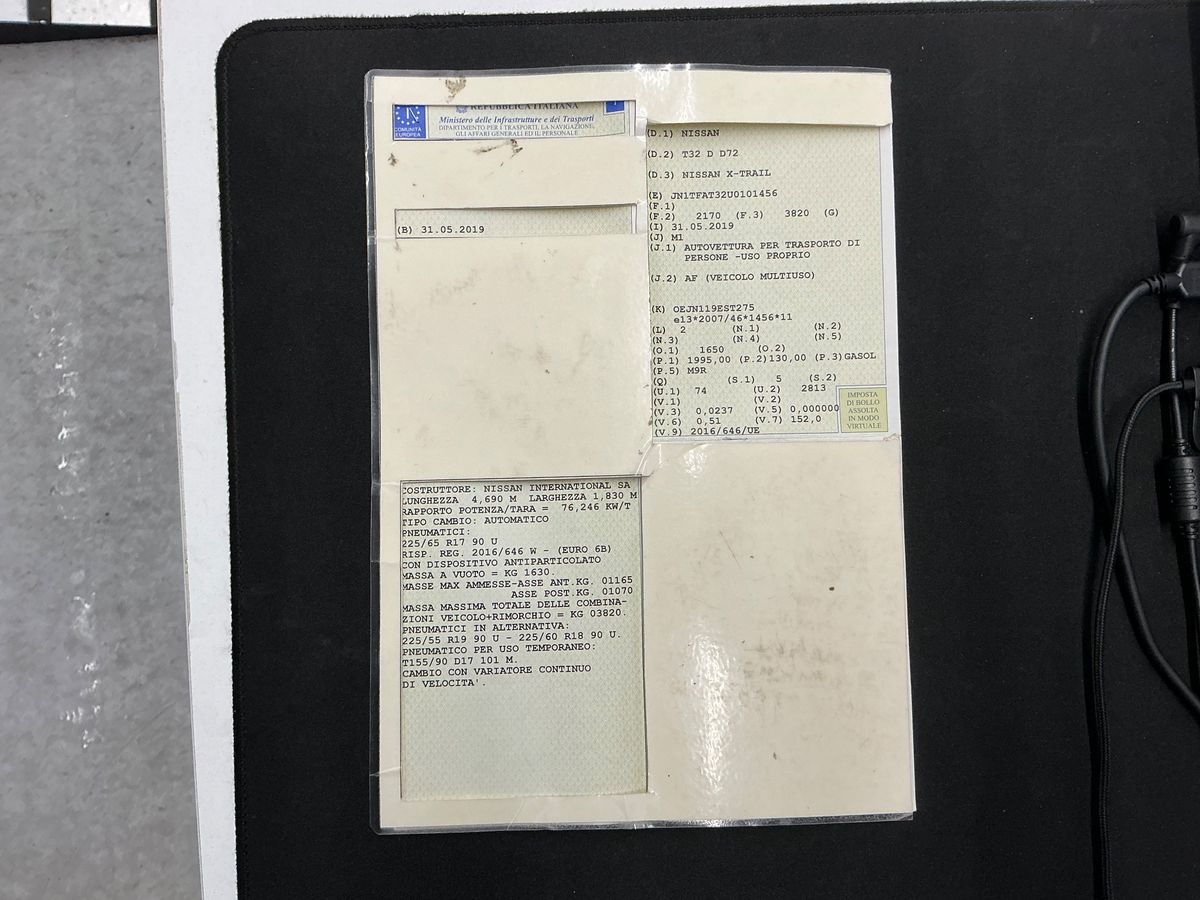 REPUBBLICA ITALIANA
COMUNITÀ
EUROPEA
Ministero delle Infrastrutture e dei Trasporti
DIPARTIMENTO PER I TRASPORTI, LA NAVIGAZIONE,
GLI AFFARI GENERALI ED IL PERSONALE
(B) 31.05.2019
COSTRUTTORE: NISSAN INTERNATIONAL SA
LUNGHEZZA 4,690 M LARGHEZZA 1,830 M
RAPPORTO POTENZA/TARA = 76,246 KW/T
TIPO CAMBIO: AUTOMATICO
PNEUMATICI:
225/65 R17 90 U
RISP. REG. 2016/646 W - (EURO 6B)
CON DISPOSITIVO ANTIPARTICOLATO
MASSA A VUOTO = KG 1630.
MASSE MAX AMMESSE-ASSE ANT.KG. 01165
ASSE POST.KG. 01070
MASSA MASSIMA TOTALE DELLE COMBINA-
ZIONI VEICOLO+RIMORCHIO = KG 03820.
PNEUMATICI IN ALTERNATIVA:
225/55 R19 90 U - 225/60 R18 90 U.
PNEUMATICO PER USO TEMPORANEO:
T155/90 D17 101 M.
CAMBIO CON VARIATORE CONTINUO
DI VELOCITA'.
(D.1) NISSAN
(D.2) T32 D D72
(D.3) NISSAN X-TRAIL
(E) JN1TFAT32U0101456
(F.1)
(F.2) 2170 (F.3) 3820 (G)
(I) 31.05.2019
(J) M1
(J.1) AUTOVETTURA PER TRASPORTO DI
PERSONE -USO PROPRIO
(J.2) AF (VEICOLO MULTIUSO)
(K) OEJN119EST275
e13*2007/46*1456*11
(L) 2 (N.1) (N.2)
(N.3) (N.4) (N.5)
(O.1) 1650 (O.2)
(P.1) 1995,00 (P.2)130,00 (P.3)GASOL
(P.5) M9R
(Q) (S.1) 5 (S.2)
(U.1) 74 (U.2) 2813
(V.1) (V.2)
(V.3) 0,0237 (V.5) 0,000000
(V.6) 0,51 (V.7) 152,0
(V.9) 2016/646/UE
IMPOSTA
DI BOLLO
ASSOLTA
IN MODO
VIRTUALE